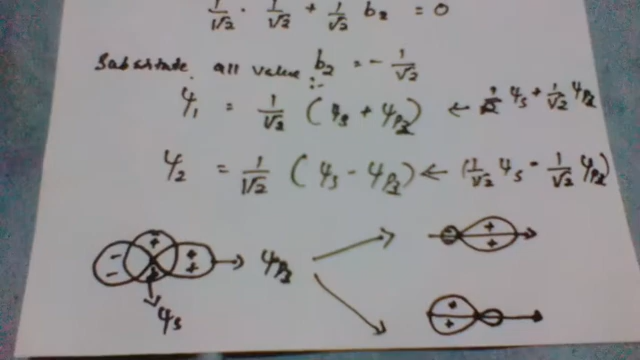 1/√2 · 1/√2 + 1/√2 b₂ = 0
Substitute all value :- b₂ = - 1/√2
Ψ₁ = 1/√2 (Ψs + Ψpz) ← 1/√2 Ψs + 1/√2 Ψpz
Ψ₂ = 1/√2 (Ψs - Ψpz) ← (1/√2 Ψs - 1/√2 Ψpz)
+ +
- + + Ψpz
- + + + +
Ψs